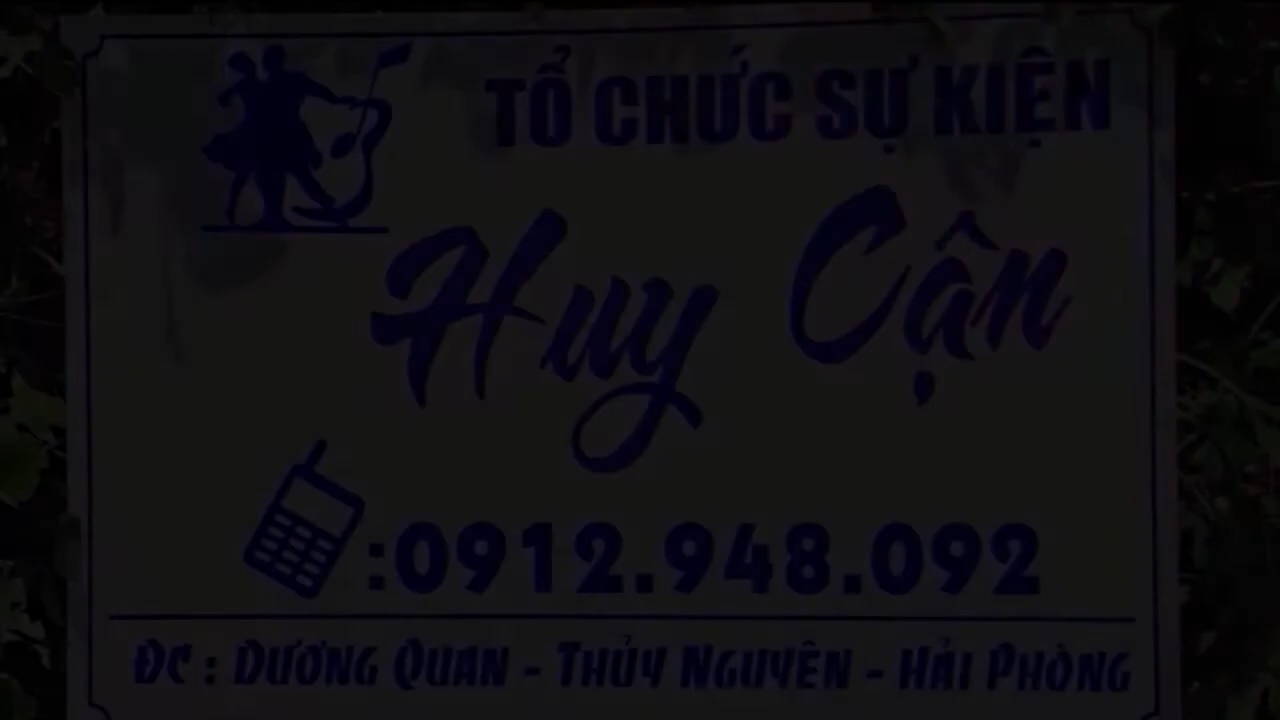 TỔ CHỨC SỰ KIỆN
Huy Cận
:0912.948.092
ĐC : DƯƠNG QUAN - THỦY NGUYÊN - HẢI PHÒNG